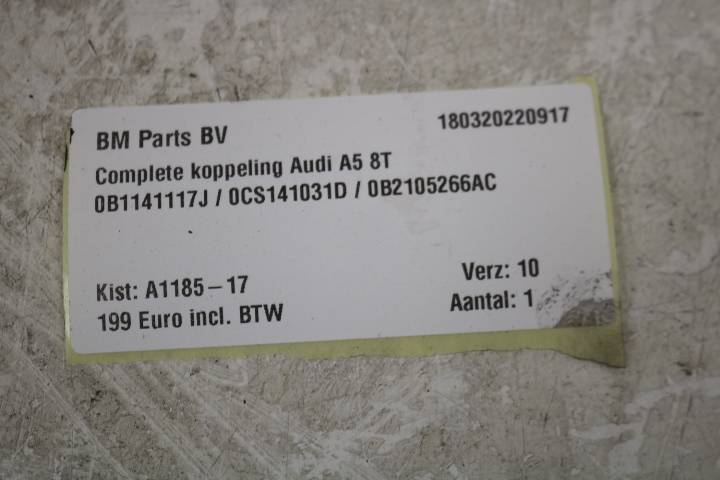 BM Parts BV 180320220917
Complete koppeling Audi A5 8T
0B1141117J / 0CS141031D / 0B2105266AC
Kist: A1185-17 Verz: 10
199 Euro incl. BTW Aantal: 1